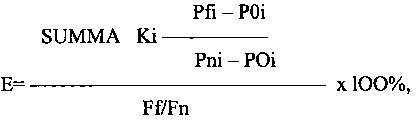 Pfi – P0i
SUMMA Ki
Pni – POi
E= x lOO%,
Ff/Fn